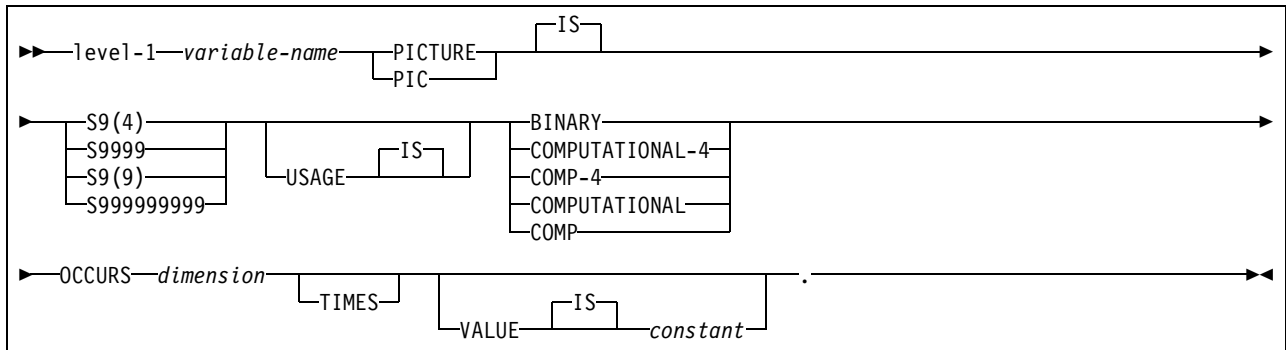 IS
level-1 variable-name PICTURE
PIC
S9(4) BINARY
S9999 IS COMPUTATIONAL-4
S9(9) USAGE COMP-4
S999999999 COMPUTATIONAL
COMP
OCCURS dimension .
TIMES IS
VALUE constant